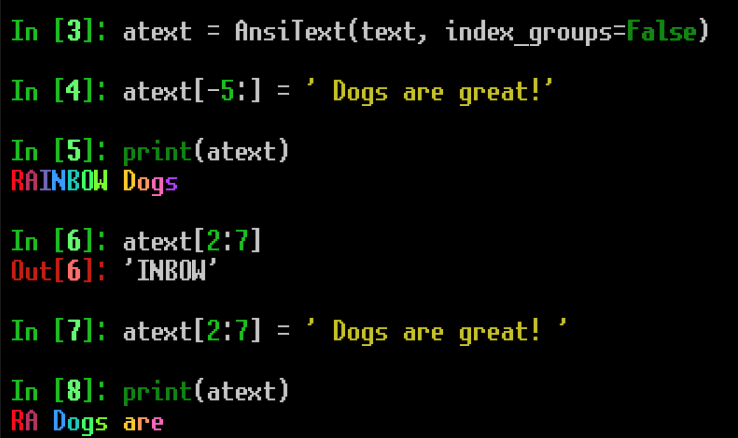 In [3]: atext = AnsiText(text, index_groups=False)
In [4]: atext[-5:] = ' Dogs are great!'
In [5]: print(atext)
RAINBOW Dogs
In [6]: atext[2:7]
Out[6]: 'INBOW'
In [7]: atext[2:7] = ' Dogs are great! '
In [8]: print(atext)
RA Dogs are